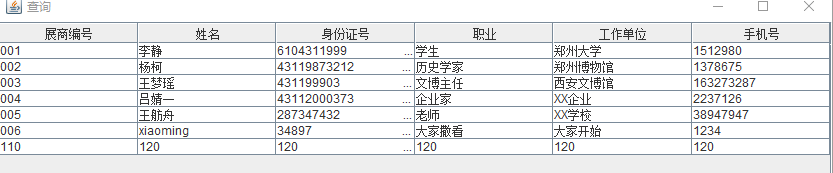 查询
展商编号 姓名 身份证号 职业 工作单位 手机号
001 李静 6104311999 ... 学生 郑州大学 1512980
002 杨柯 43119873212 ... 历史学家 郑州博物馆 1378675
003 王梦瑶 431199903 ... 文博主任 西安文博馆 163273287
004 吕婧一 43112000373 ... 企业家 XX企业 2237126
005 王舫舟 287347432 ... 老师 XX学校 38947947
006 xiaoming 34897 ... 大家撒看 大家开始 1234
110 120 120 ... 120 120 120